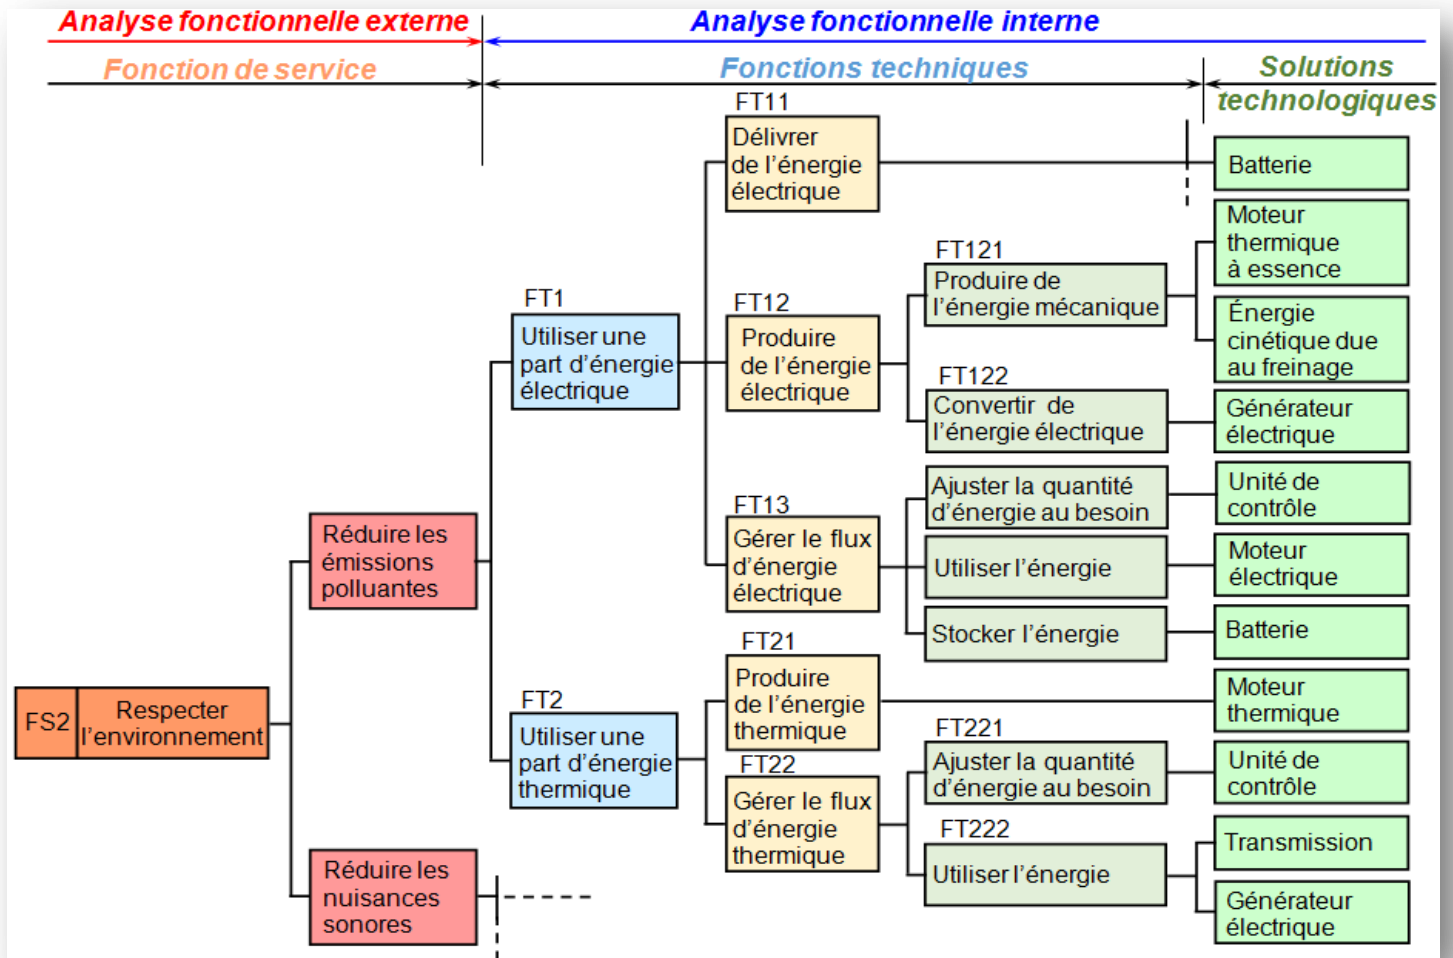 Analyse fonctionnelle externe
Analyse fonctionnelle interne
Fonction de service
Fonctions techniques
Solutions
technologiques
FT11
Délivrer
de l'énergie
électrique
Batterie
FT1
Utiliser une
part d'énergie
électrique
FT12
Produire
de l'énergie
électrique
FT121
Produire de
l'énergie mécanique
Moteur
thermique
à essence
Énergie
cinétique due
au freinage
FT122
Convertir de
l'énergie électrique
Générateur
électrique
FT13
Gérer le flux
d'énergie
électrique
Ajuster la quantité
d'énergie au besoin
Unité de
contrôle
Utiliser l'énergie
Moteur
électrique
Stocker l'énergie
Batterie
Réduire les
émissions
polluantes
FS2
Respecter
l'environnement
FT2
Utiliser une
part d'énergie
thermique
FT21
Produire
de l'énergie
thermique
Moteur
thermique
FT22
Gérer le flux
d'énergie
thermique
FT221
Ajuster la quantité
d'énergie au besoin
Unité de
contrôle
FT222
Utiliser l'énergie
Transmission
Générateur
électrique
Réduire les
nuisances
sonores